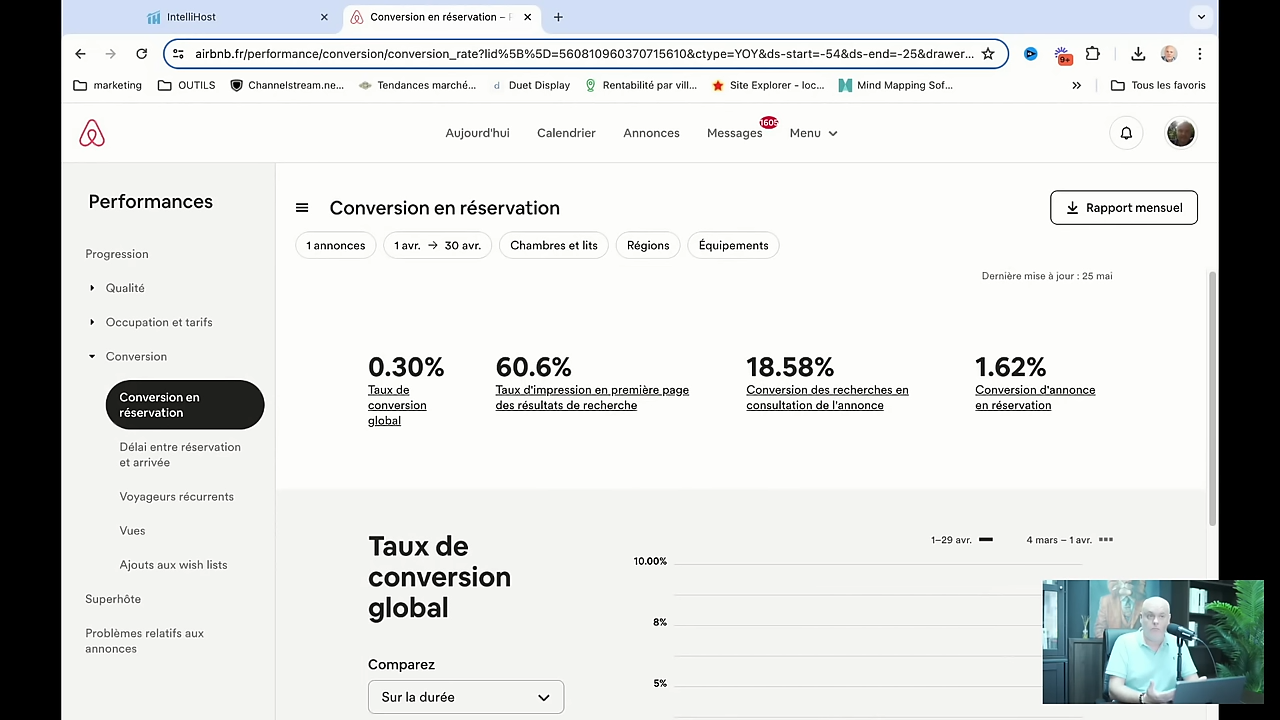 IntelliHost
Conversion en réservation –
airbnb.fr/performance/conversion/conversion_rate?lid%5B%5D=560810960370715610&ctype=YOY&ds-start=-54&ds-end=-25&drawer...
9+
marketing
OUTILS
Channelstream.ne...
Tendances marché...
Duet Display
Rentabilité par vill...
Site Explorer - loc...
Mind Mapping Sof...
Tous les favoris
Aujourd'hui
Calendrier
Annonces
Messages
1605
Menu
Performances
Progression
Qualité
Occupation et tarifs
Conversion
Conversion en
réservation
Délai entre réservation
et arrivée
Voyageurs récurrents
Vues
Ajouts aux wish lists
Superhôte
Problèmes relatifs aux
annonces
Conversion en réservation
Rapport mensuel
1 annonces
1 avr. → 30 avr.
Chambres et lits
Régions
Équipements
Dernière mise à jour : 25 mai
0.30%
Taux de
conversion
global
60.6%
Taux d'impression en première page
des résultats de recherche
18.58%
Conversion des recherches en
consultation de l'annonce
1.62%
Conversion d'annonce
en réservation
Taux de
conversion
global
Comparez
Sur la durée
1–29 avr.
4 mars – 1 avr.
10.00%
8%
5%